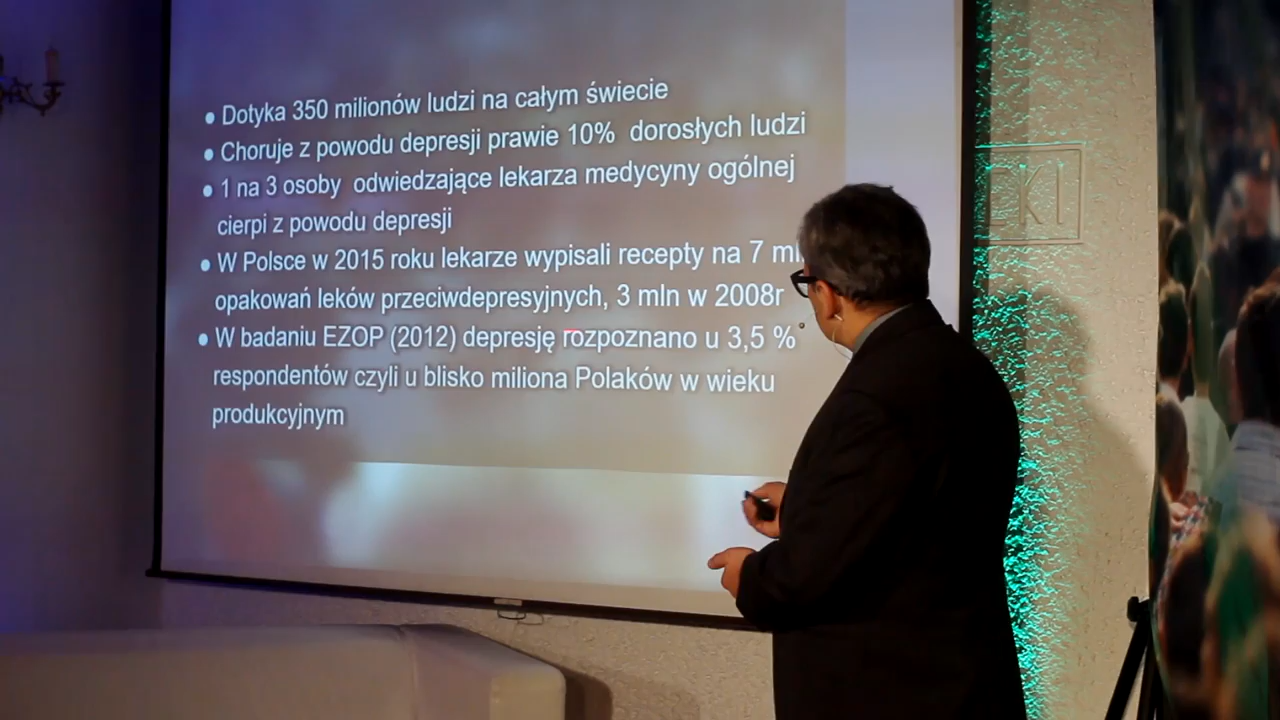 • Dotyka 350 milionów ludzi na całym świecie
• Choruje z powodu depresji prawie 10% dorosłych ludzi
• 1 na 3 osoby odwiedzające lekarza medycyny ogólnej
cierpi z powodu depresji
• W Polsce w 2015 roku lekarze wypisali recepty na 7
opakowań leków przeciwdepresyjnych, 3 mln w 2008r
• W badaniu EZOP (2012) depresję rozpoznano u 3,5 %
respondentów czyli u blisko miliona Polaków w wieku
produkcyjnym